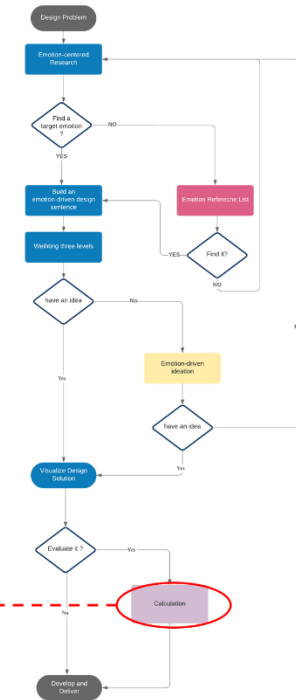 Design Problem
Emotion-centered
Research
Find a
target emotion
?
NO
YES
Build an
emotion-driven design
sentence
Emotion Reference List
Weihting three levels
YES
Find it?
NO
have an idea
No
Emotion-driven
ideation
Yes
have an idea
Yes
Visualize Design
Solution
Evaluate it ?
Yes
Calculation
No
Develop and
Deliver